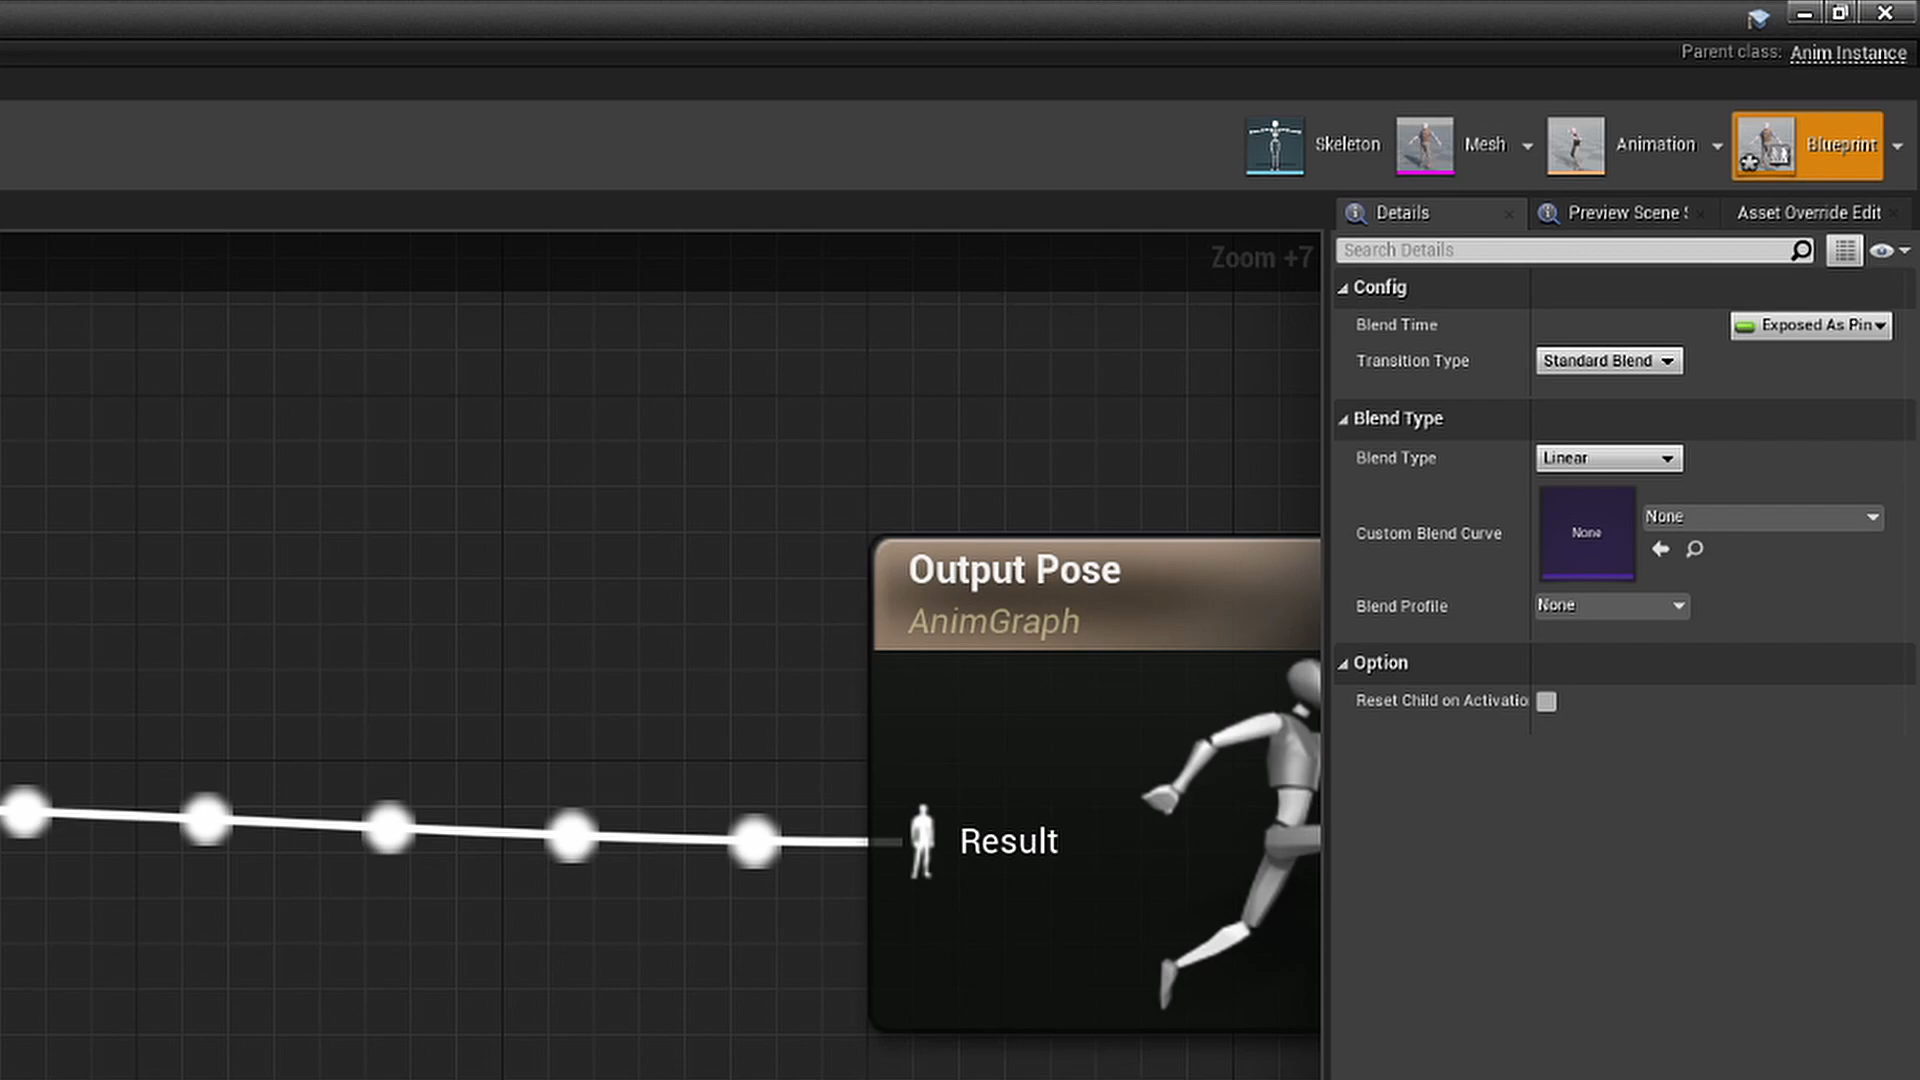 Parent class: Anim Instance
Skeleton
Mesh
Animation
Blueprint
Details
Preview Scene S
Asset Override Edit
Zoom +7
Search Details
Config
Blend Time
Exposed As Pin
Transition Type
Standard Blend
Blend Type
Blend Type
Linear
Custom Blend Curve
None
None
Blend Profile
None
Option
Reset Child on Activatio
Output Pose
AnimGraph
Result